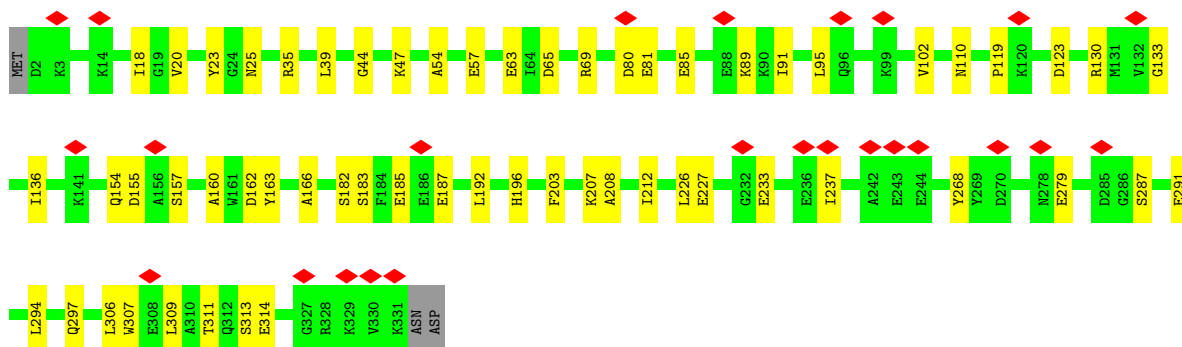 MET D2 K3 K14 I18 G19 V20 Y23 G24 N25 R35 L39 G44 K47 A54 E57 E63 I64 D65 R69 D80 E81 E85 E88 K89 K90 I91 L95 Q96 K99 V102 N110 P119 K120 D123 R130 M131 V132 G133
I136 K141 Q154 D155 A156 S157 A160 W161 D162 Y163 A166 S182 S183 F184 E185 E186 E187 L192 H196 F203 K207 A208 I212 L226 E227 G232 E233 E236 I237 A242 E243 E244 Y268 Y269 D270 N278 E279 D285 G286 S287 E291
L294 Q297 L306 W307 E308 L309 A310 T311 Q312 S313 E314 G327 R328 K329 V330 K331 ASN ASP